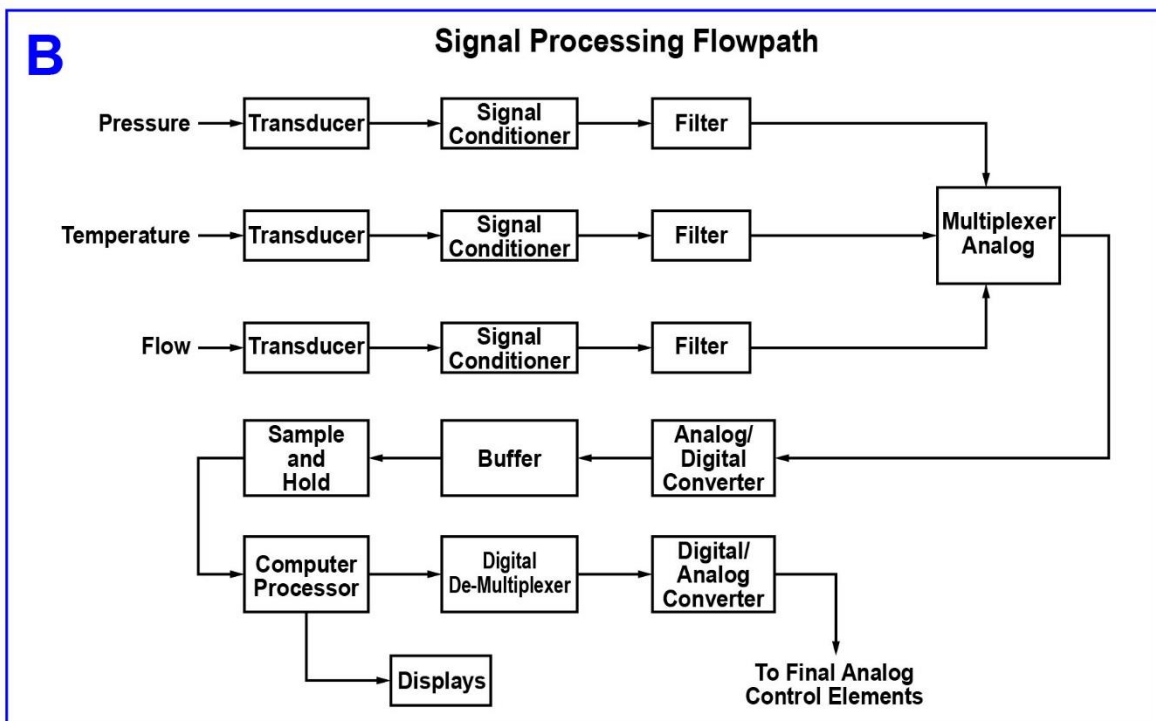 B
Signal Processing Flowpath
Pressure
Transducer
Signal
Conditioner
Filter
Temperature
Transducer
Signal
Conditioner
Filter
Multiplexer
Analog
Flow
Transducer
Signal
Conditioner
Filter
Sample
and
Hold
Buffer
Analog/
Digital
Converter
Computer
Processor
Digital
De-Multiplexer
Digital/
Analog
Converter
Displays
To Final Analog
Control Elements